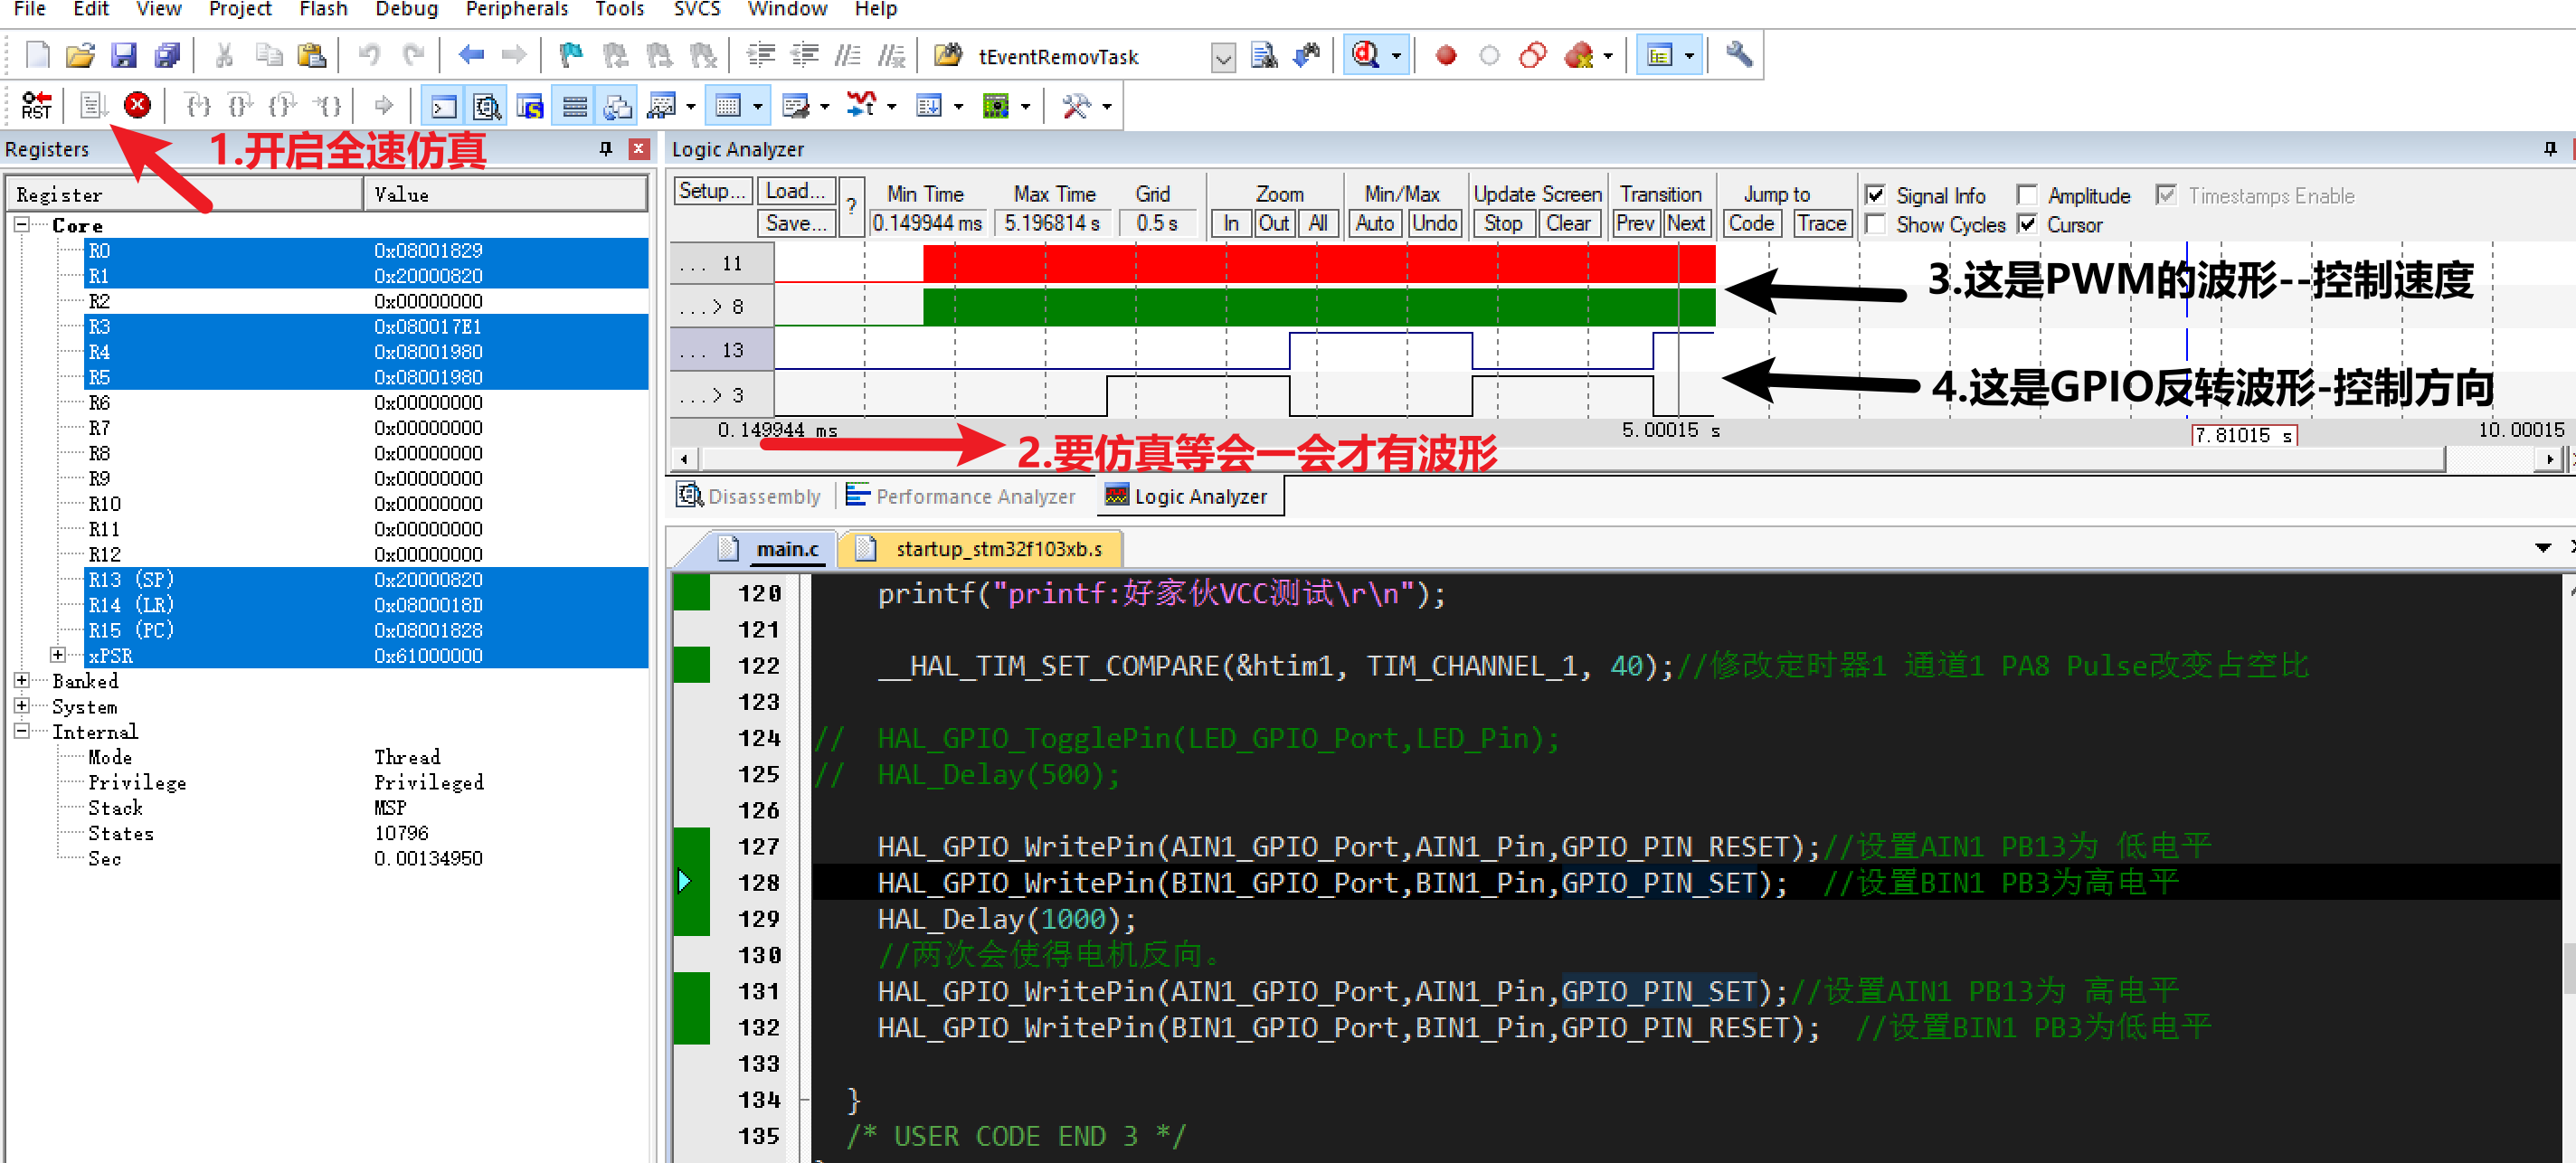 File Edit View Project Flash Debug Peripherals Tools SVCS Window Help
tEventRemovTask
RST
1.开启全速仿真
Registers
Register Value
Core
R0 0x08001829
R1 0x20000820
R2 0x00000000
R3 0x080017E1
R4 0x08001980
R5 0x08001980
R6 0x00000000
R7 0x00000000
R8 0x00000000
R9 0x00000000
R10 0x00000000
R11 0x00000000
R12 0x00000000
R13 (SP) 0x20000820
R14 (LR) 0x0800018D
R15 (PC) 0x08001828
xPSR 0x61000000
Banked
System
Internal
Mode Thread
Privilege Privileged
Stack MSP
States 10796
Sec 0.00134950
Logic Analyzer
Setup... Load... ? Min Time Max Time Grid Zoom Min/Max Update Screen Transition Jump to Signal Info Amplitude Timestamps Enable
Save... 0.149944 ms 5.196814 s 0.5 s In Out All Auto Undo Stop Clear Prev Next Code Trace Show Cycles Cursor
... 11
...> 8
... 13
...> 3
3.这是PWM的波形--控制速度
4.这是GPIO反转波形-控制方向
0.149944 ms 5.00015 s 7.81015 s 10.00015
2.要仿真等会一会才有波形
Disassembly Performance Analyzer Logic Analyzer
main.c startup_stm32f103xb.s
120 printf("printf:好家伙VCC测试\r\n");
121
122 __HAL_TIM_SET_COMPARE(&htim1, TIM_CHANNEL_1, 40);//修改定时器1 通道1 PA8 Pulse改变占空比
123
124 // HAL_GPIO_TogglePin(LED_GPIO_Port,LED_Pin);
125 // HAL_Delay(500);
126
127 HAL_GPIO_WritePin(AIN1_GPIO_Port,AIN1_Pin,GPIO_PIN_RESET);//设置AIN1 PB13为 低电平
128 HAL_GPIO_WritePin(BIN1_GPIO_Port,BIN1_Pin,GPIO_PIN_SET); //设置BIN1 PB3为高电平
129 HAL_Delay(1000);
130 //两次会使得电机反向。
131 HAL_GPIO_WritePin(AIN1_GPIO_Port,AIN1_Pin,GPIO_PIN_SET);//设置AIN1 PB13为 高电平
132 HAL_GPIO_WritePin(BIN1_GPIO_Port,BIN1_Pin,GPIO_PIN_RESET); //设置BIN1 PB3为低电平
133
134 }
135 /* USER CODE END 3 */